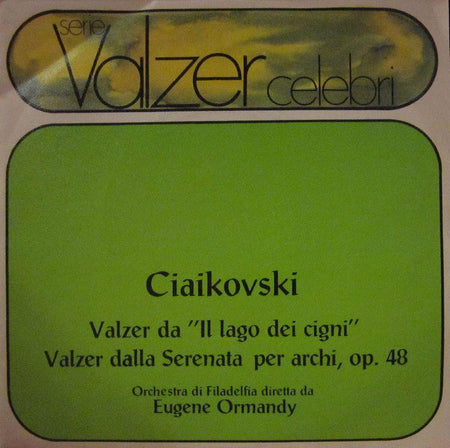 serie
Valzer celebri
Ciaikovski
Valzer da "Il lago dei cigni"
Valzer dalla Serenata per archi, op. 48
Orchestra di Filadelfia diretta da
Eugene Ormandy